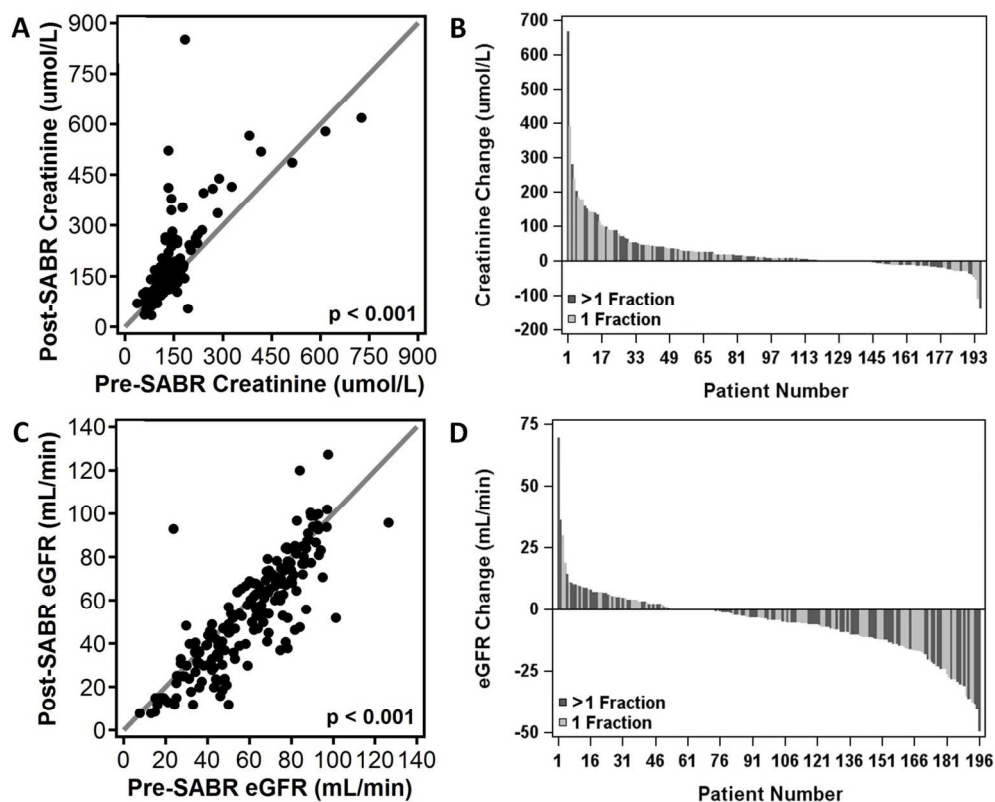 A
Post-SABR Creatinine (umol/L)
900
750
600
450
300
150
0
p < 0.001
0 150 300 450 600 750 900
Pre-SABR Creatinine (umol/L)
B
Creatinine Change (umol/L)
700
600
500
400
300
200
100
0
-100
-200
>1 Fraction
1 Fraction
1 17 33 49 65 81 97 113 129 145 161 177 193
Patient Number
C
Post-SABR eGFR (mL/min)
140
120
100
80
60
40
20
0
p < 0.001
0 20 40 60 80 100 120 140
Pre-SABR eGFR (mL/min)
D
eGFR Change (mL/min)
75
50
25
0
-25
-50
>1 Fraction
1 Fraction
1 16 31 46 61 76 91 106 121 136 151 166 181 196
Patient Number